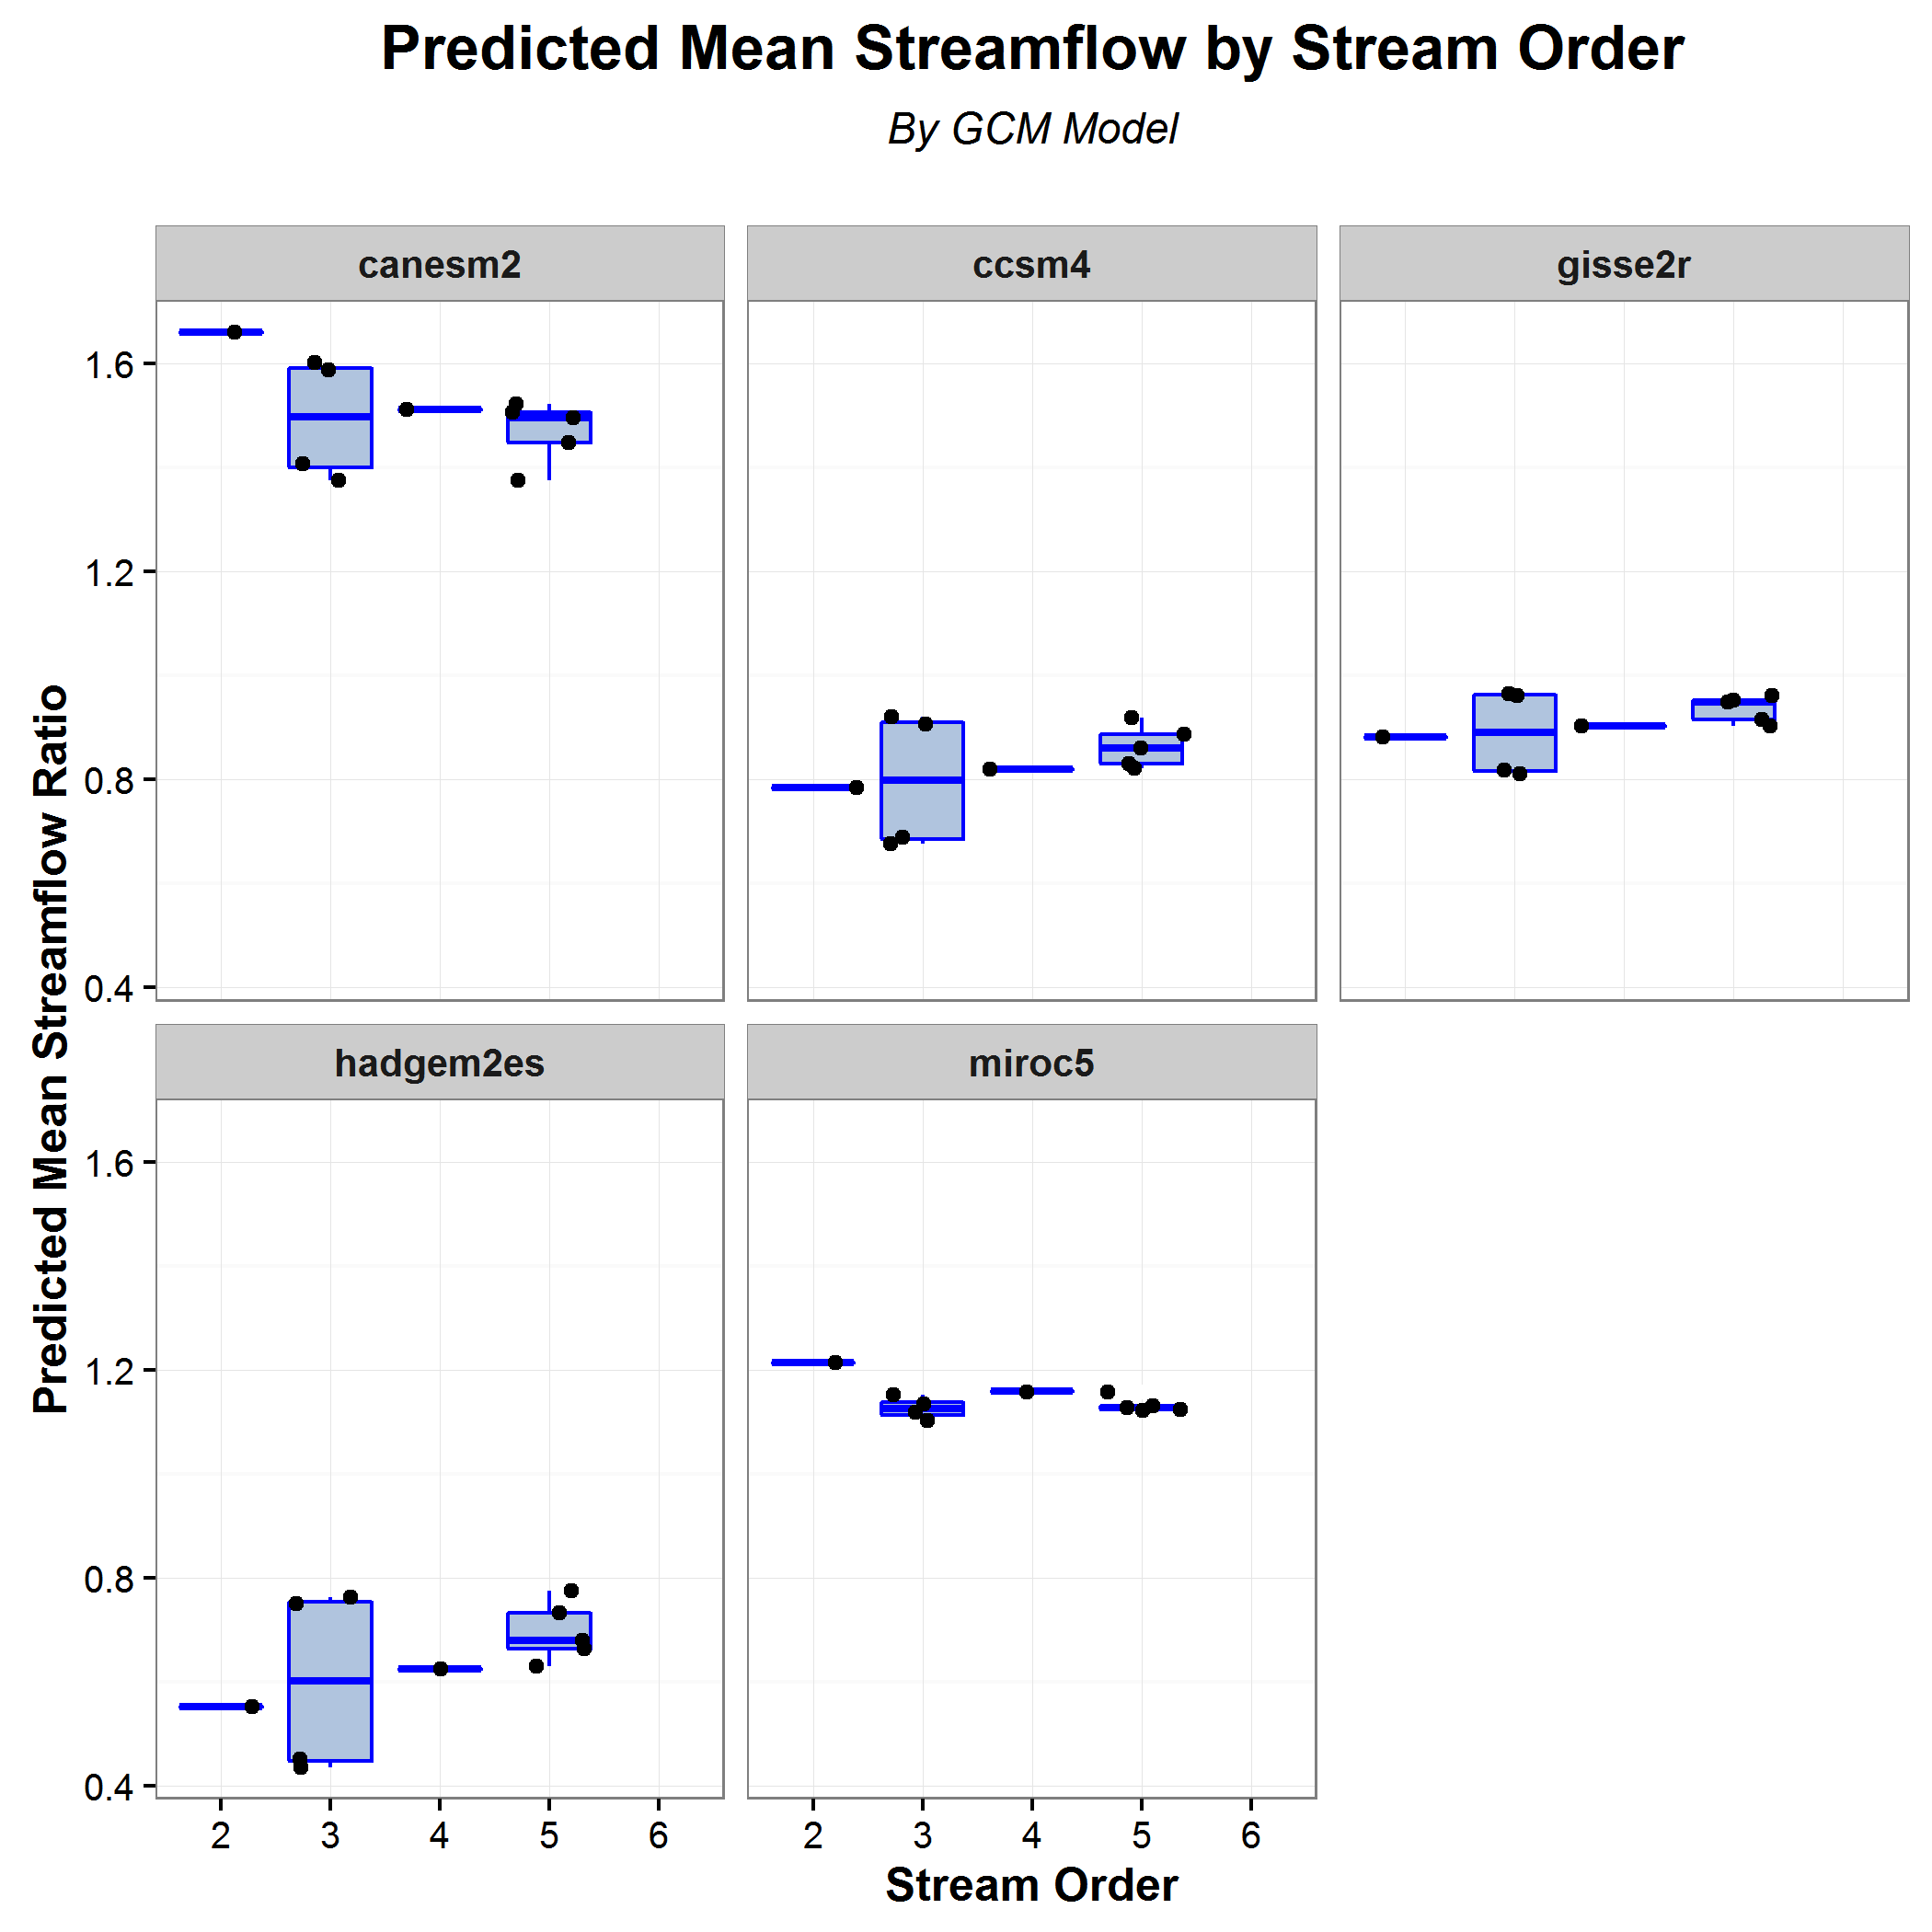 Predicted Mean Streamflow by Stream Order
By GCM Model
canesm2
ccsm4
gisse2r
1.6
1.2
0.8
0.4
Predicted Mean Streamflow Ratio
hadgem2es
miroc5
1.6
1.2
0.8
0.4
2 3 4 5 6
2 3 4 5 6
Stream Order